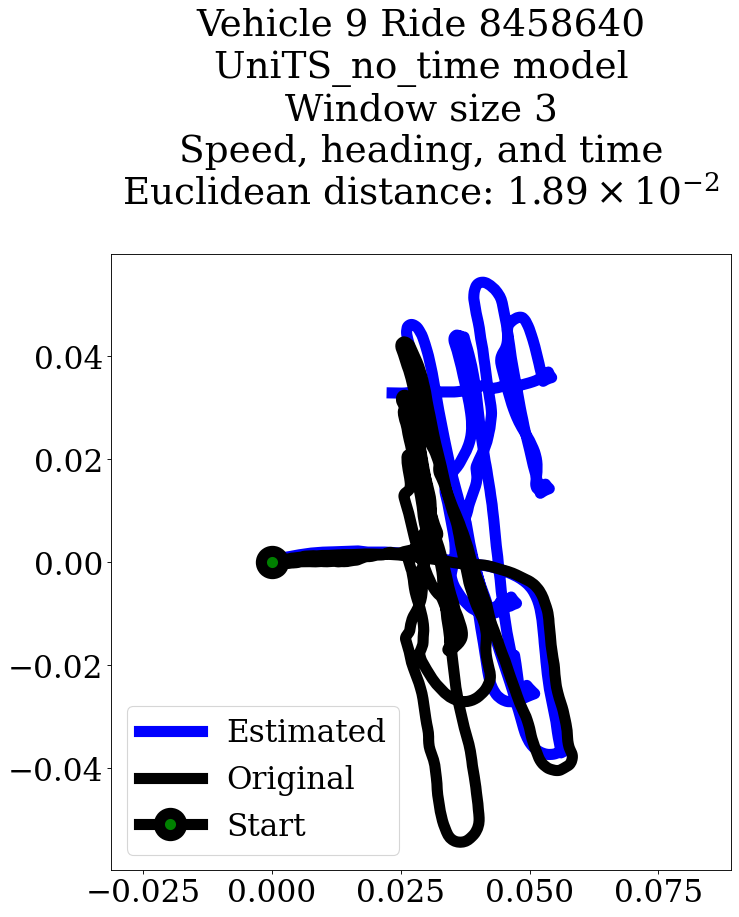 Vehicle 9 Ride 8458640
UniTS_no_time model
Window size 3
Speed, heading, and time
Euclidean distance: $1.89 × 10^{-2}$
0.04
0.02
0.00
−0.02
−0.04
Estimated
Original
Start
−0.025 0.000 0.025 0.050 0.075